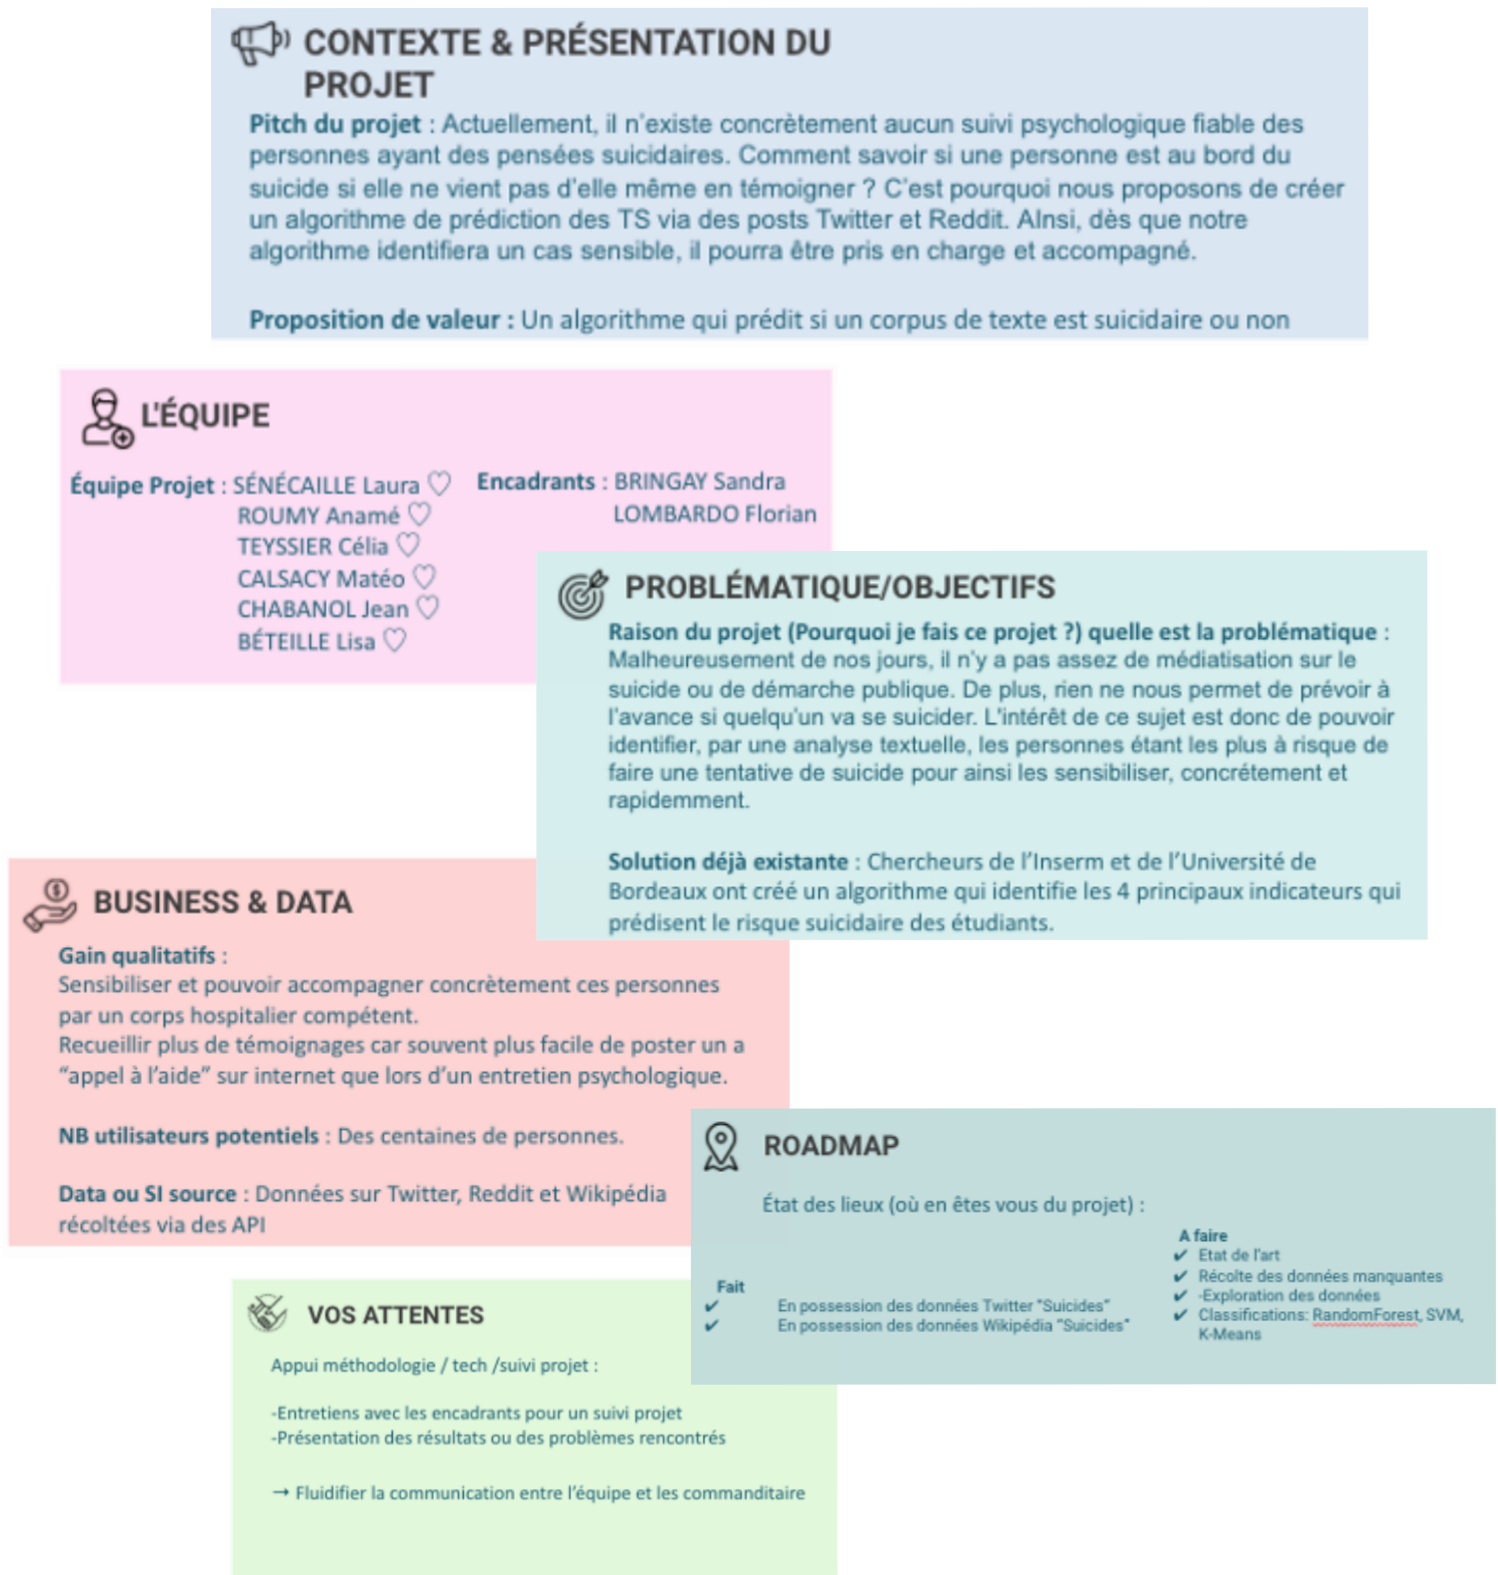 CONTEXTE & PRÉSENTATION DU
PROJET
Pitch du projet : Actuellement, il n'existe concrètement aucun suivi psychologique fiable des
personnes ayant des pensées suicidaires. Comment savoir si une personne est au bord du
suicide si elle ne vient pas d'elle même en témoigner ? C'est pourquoi nous proposons de créer
un algorithme de prédiction des TS via des posts Twitter et Reddit. AInsi, dès que notre
algorithme identifiera un cas sensible, il pourra être pris en charge et accompagné.
Proposition de valeur : Un algorithme qui prédit si un corpus de texte est suicidaire ou non
L'ÉQUIPE
Équipe Projet : SÉNÉCAILLE Laura ♡
ROUMY Anamé ♡
TEYSSIER Célia ♡
CALSACY Matéo ♡
CHABANOL Jean ♡
BÉTEILLE Lisa ♡
Encadrants : BRINGAY Sandra
LOMBARDO Florian
PROBLÉMATIQUE/OBJECTIFS
Raison du projet (Pourquoi je fais ce projet ?) quelle est la problématique :
Malheureusement de nos jours, il n'y a pas assez de médiatisation sur le
suicide ou de démarche publique. De plus, rien ne nous permet de prévoir à
l'avance si quelqu'un va se suicider. L'intérêt de ce sujet est donc de pouvoir
identifier, par une analyse textuelle, les personnes étant les plus à risque de
faire une tentative de suicide pour ainsi les sensibiliser, concrétement et
rapidemment.
Solution déjà existante : Chercheurs de l'Inserm et de l'Université de
Bordeaux ont créé un algorithme qui identifie les 4 principaux indicateurs qui
prédisent le risque suicidaire des étudiants.
BUSINESS & DATA
Gain qualitatifs :
Sensibiliser et pouvoir accompagner concrètement ces personnes
par un corps hospitalier compétent.
Recueillir plus de témoignages car souvent plus facile de poster un a
“appel à l'aide” sur internet que lors d'un entretien psychologique.
NB utilisateurs potentiels : Des centaines de personnes.
Data ou SI source : Données sur Twitter, Reddit et Wikipédia
récoltées via des API
ROADMAP
État des lieux (où en êtes vous du projet) :
Fait
✔ En possession des données Twitter “Suicides”
✔ En possession des données Wikipédia “Suicides”
A faire
✔ Etat de l'art
✔ Récolte des données manquantes
✔ -Exploration des données
✔ Classifications: RandomForest, SVM,
K-Means
VOS ATTENTES
Appui méthodologie / tech /suivi projet :
-Entretiens avec les encadrants pour un suivi projet
-Présentation des résultats ou des problèmes rencontrés
→ Fluidifier la communication entre l'équipe et les commanditaire